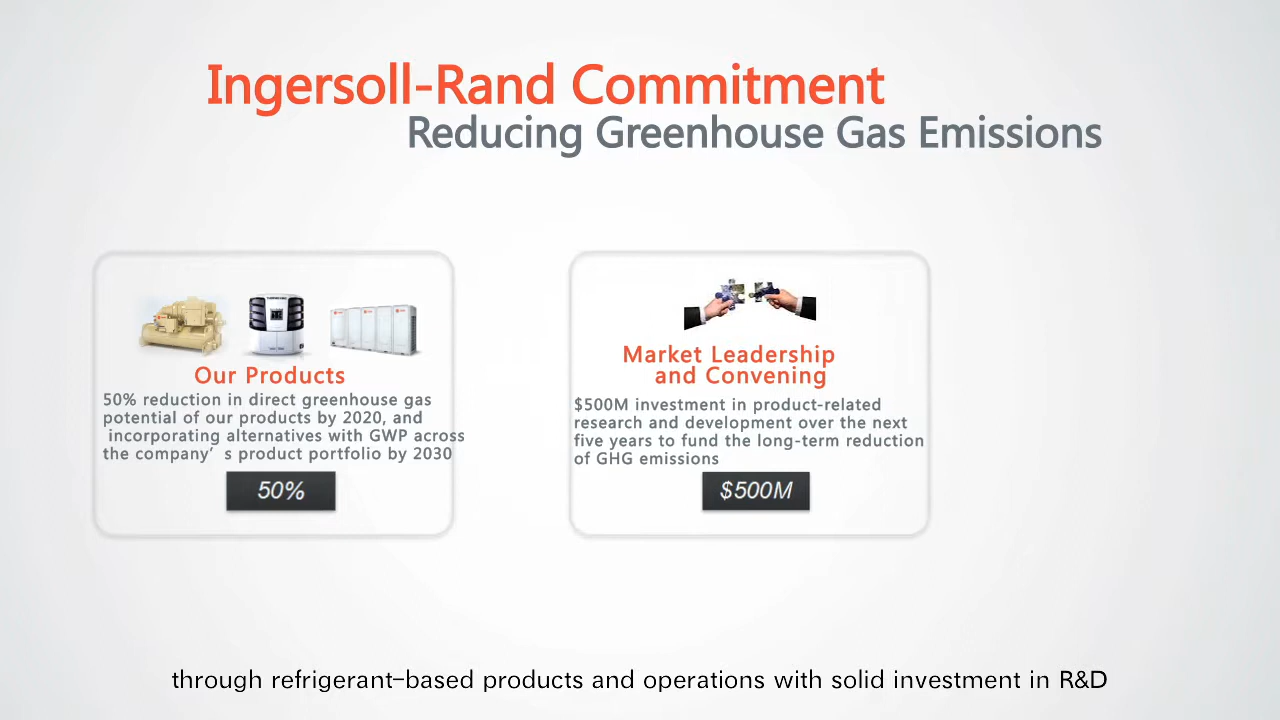 Ingersoll-Rand Commitment
Reducing Greenhouse Gas Emissions
Our Products
50% reduction in direct greenhouse gas
potential of our products by 2020, and
incorporating alternatives with GWP across
the company's product portfolio by 2030
50%
Market Leadership
and Convening
$500M investment in product-related
research and development over the next
five years to fund the long-term reduction
of GHG emissions
$500M
through refrigerant-based products and operations with solid investment in R&D